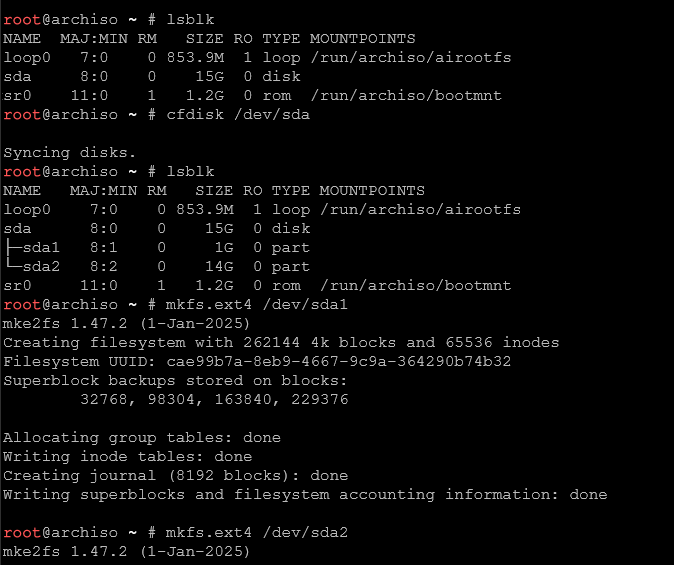 root@archiso ~ # lsblk
NAME  MAJ:MIN RM   SIZE RO TYPE MOUNTPOINTS
loop0   7:0    0 853.9M  1 loop /run/archiso/airootfs
sda     8:0    0    15G  0 disk
sr0    11:0    1   1.2G  0 rom  /run/archiso/bootmnt
root@archiso ~ # cfdisk /dev/sda

Syncing disks.
root@archiso ~ # lsblk
NAME   MAJ:MIN RM   SIZE RO TYPE MOUNTPOINTS
loop0    7:0    0 853.9M  1 loop /run/archiso/airootfs
sda      8:0    0    15G  0 disk
├─sda1   8:1    0     1G  0 part
└─sda2   8:2    0    14G  0 part
sr0     11:0    1   1.2G  0 rom  /run/archiso/bootmnt
root@archiso ~ # mkfs.ext4 /dev/sda1
mke2fs 1.47.2 (1-Jan-2025)
Creating filesystem with 262144 4k blocks and 65536 inodes
Filesystem UUID: cae99b7a-8eb9-4667-9c9a-364290b74b32
Superblock backups stored on blocks:
        32768, 98304, 163840, 229376

Allocating group tables: done
Writing inode tables: done
Creating journal (8192 blocks): done
Writing superblocks and filesystem accounting information: done

root@archiso ~ # mkfs.ext4 /dev/sda2
mke2fs 1.47.2 (1-Jan-2025)